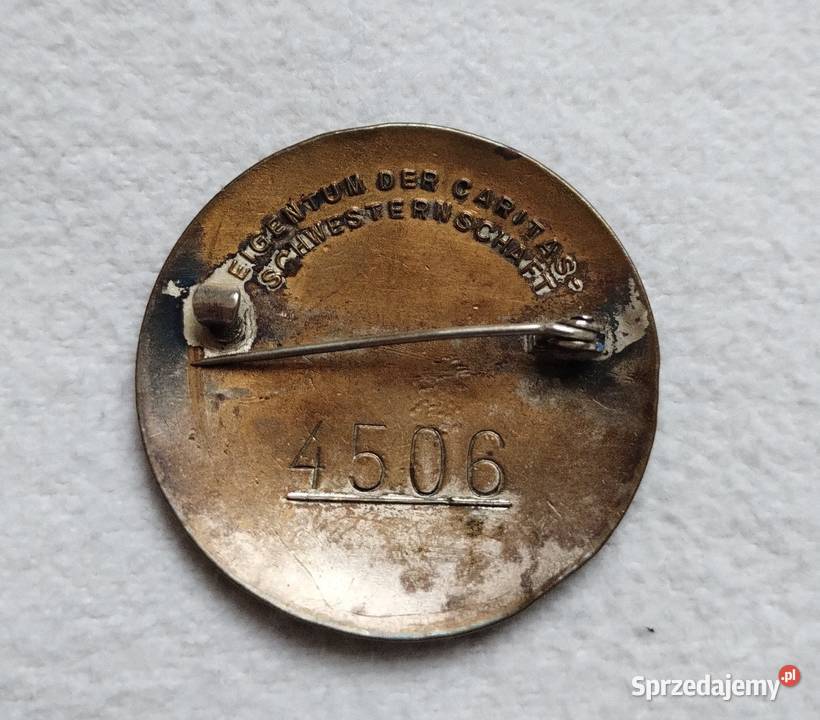 EIGENTUM DER CARITAS-
SCHWESTERNSCHAFT
4506
Sprzedajemy.pl